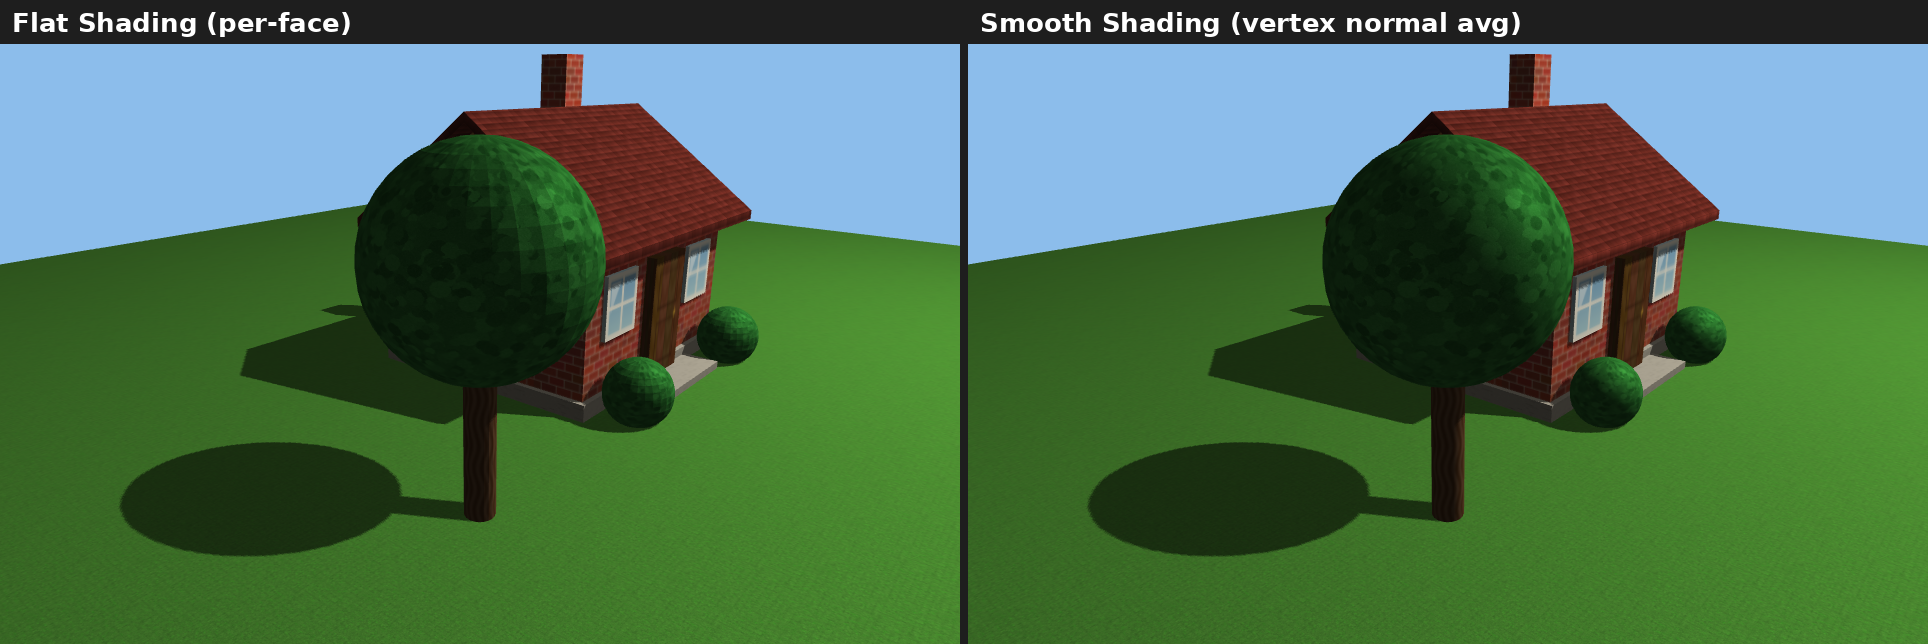 Flat Shading (per-face)
Smooth Shading (vertex normal avg)